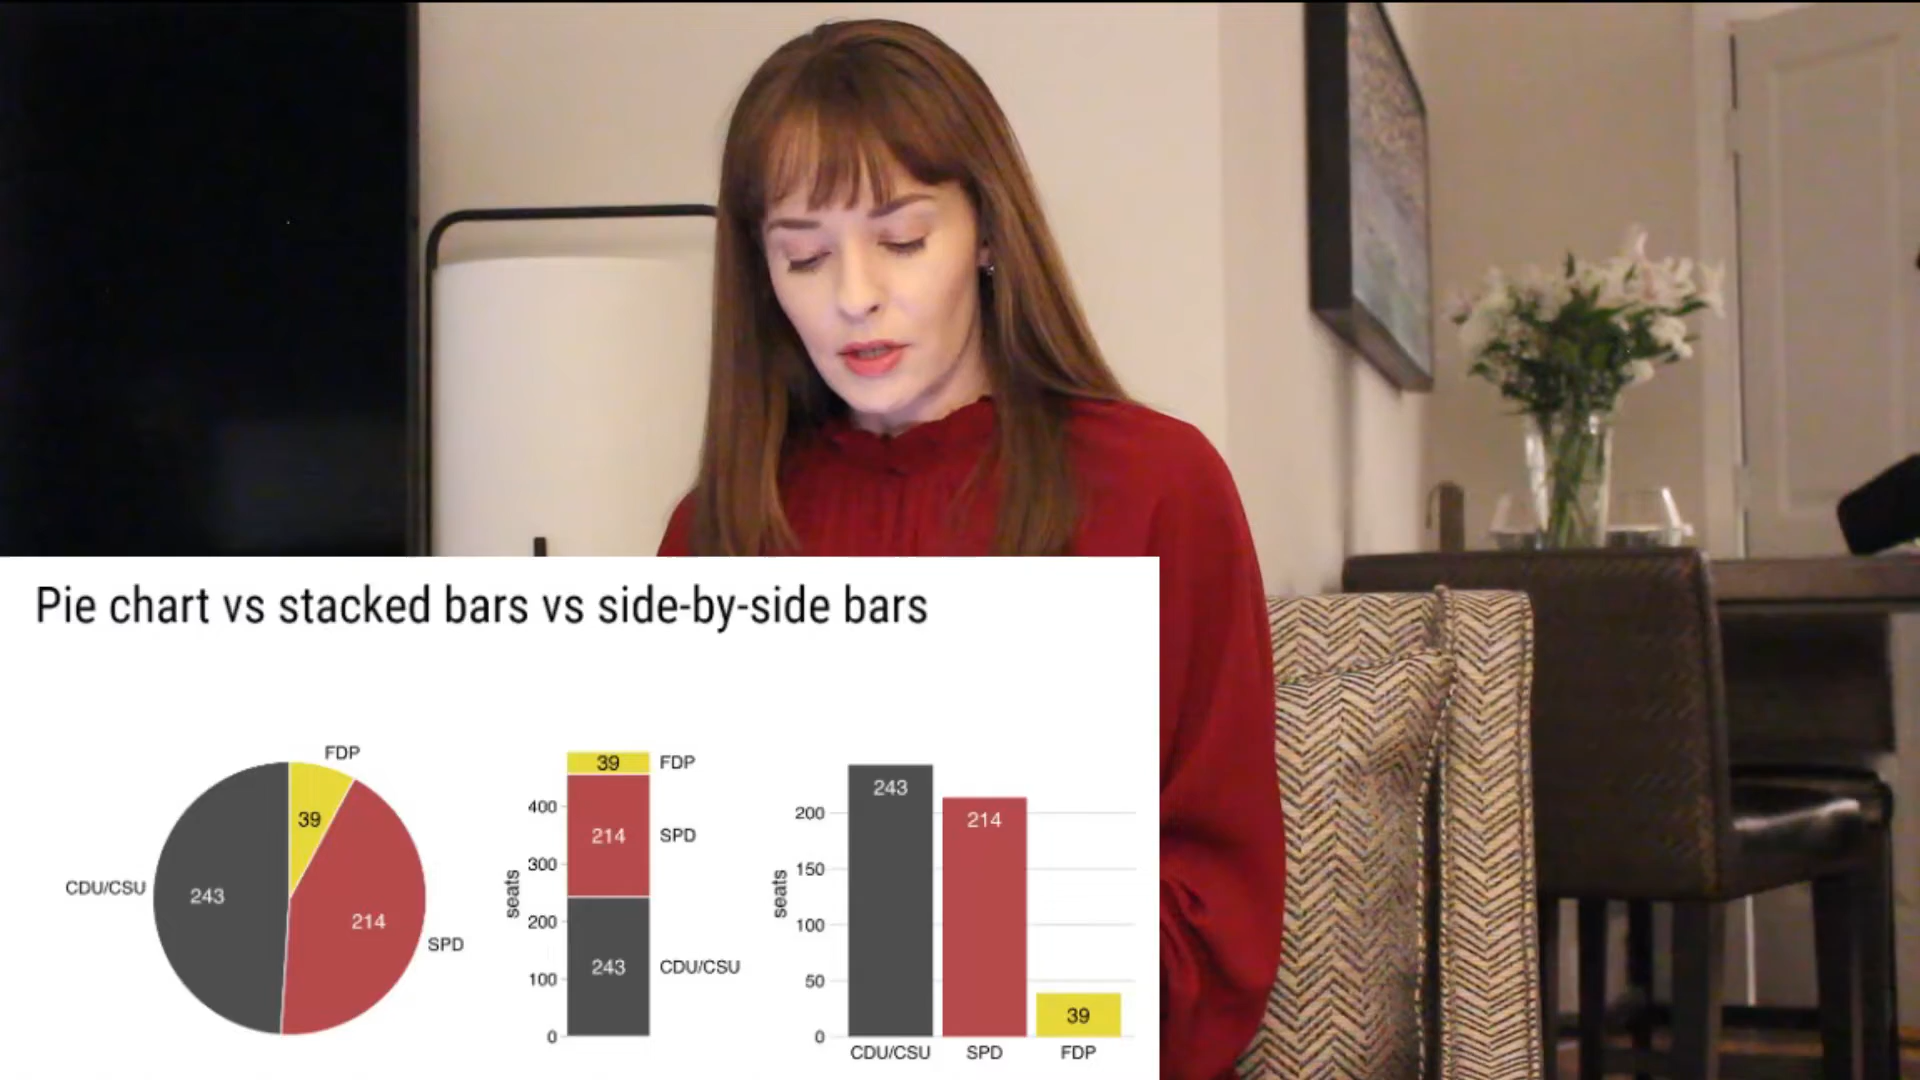 Pie chart vs stacked bars vs side-by-side bars
FDP
39
CDU/CSU
243
214
SPD
39
FDP
400
214
SPD
300
seats
200
243
CDU/CSU
100
0
243
200
214
150
seats
100
50
39
0
CDU/CSU
SPD
FDP